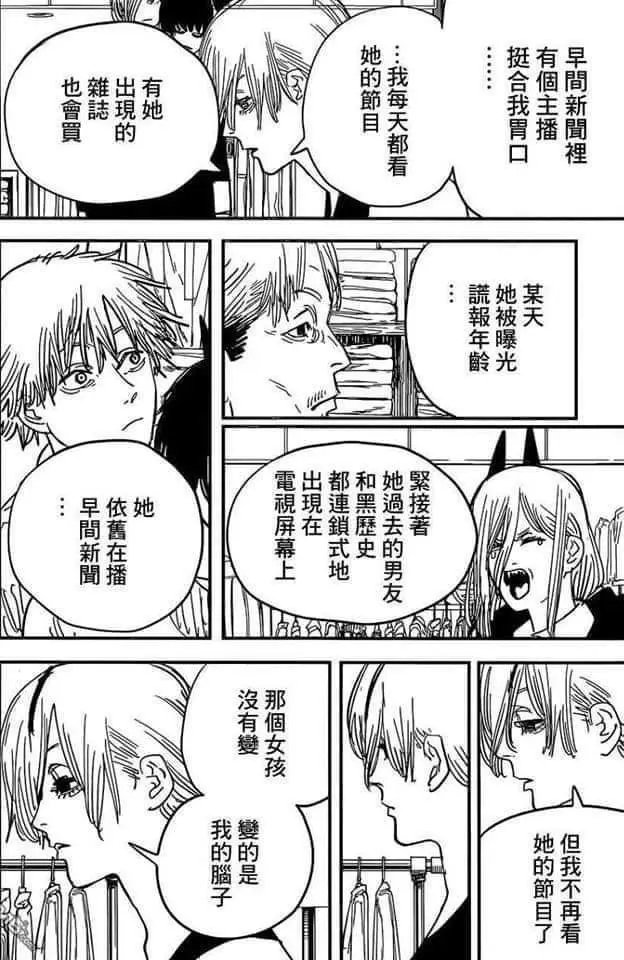 早間新聞裡
有個主播
挺合我胃口
……
…我每天都看
她的節目
有她
出現的
雜誌
也會買
某天
她被曝光
謊報年齡
…
緊接著
她過去的男友
和黑歷史
都連鎖式地
出現在
電視屏幕上
她
依舊在播
早間新聞
…
但我不再看
她的節目了
那個女孩
沒有變
變的是
我的腦子